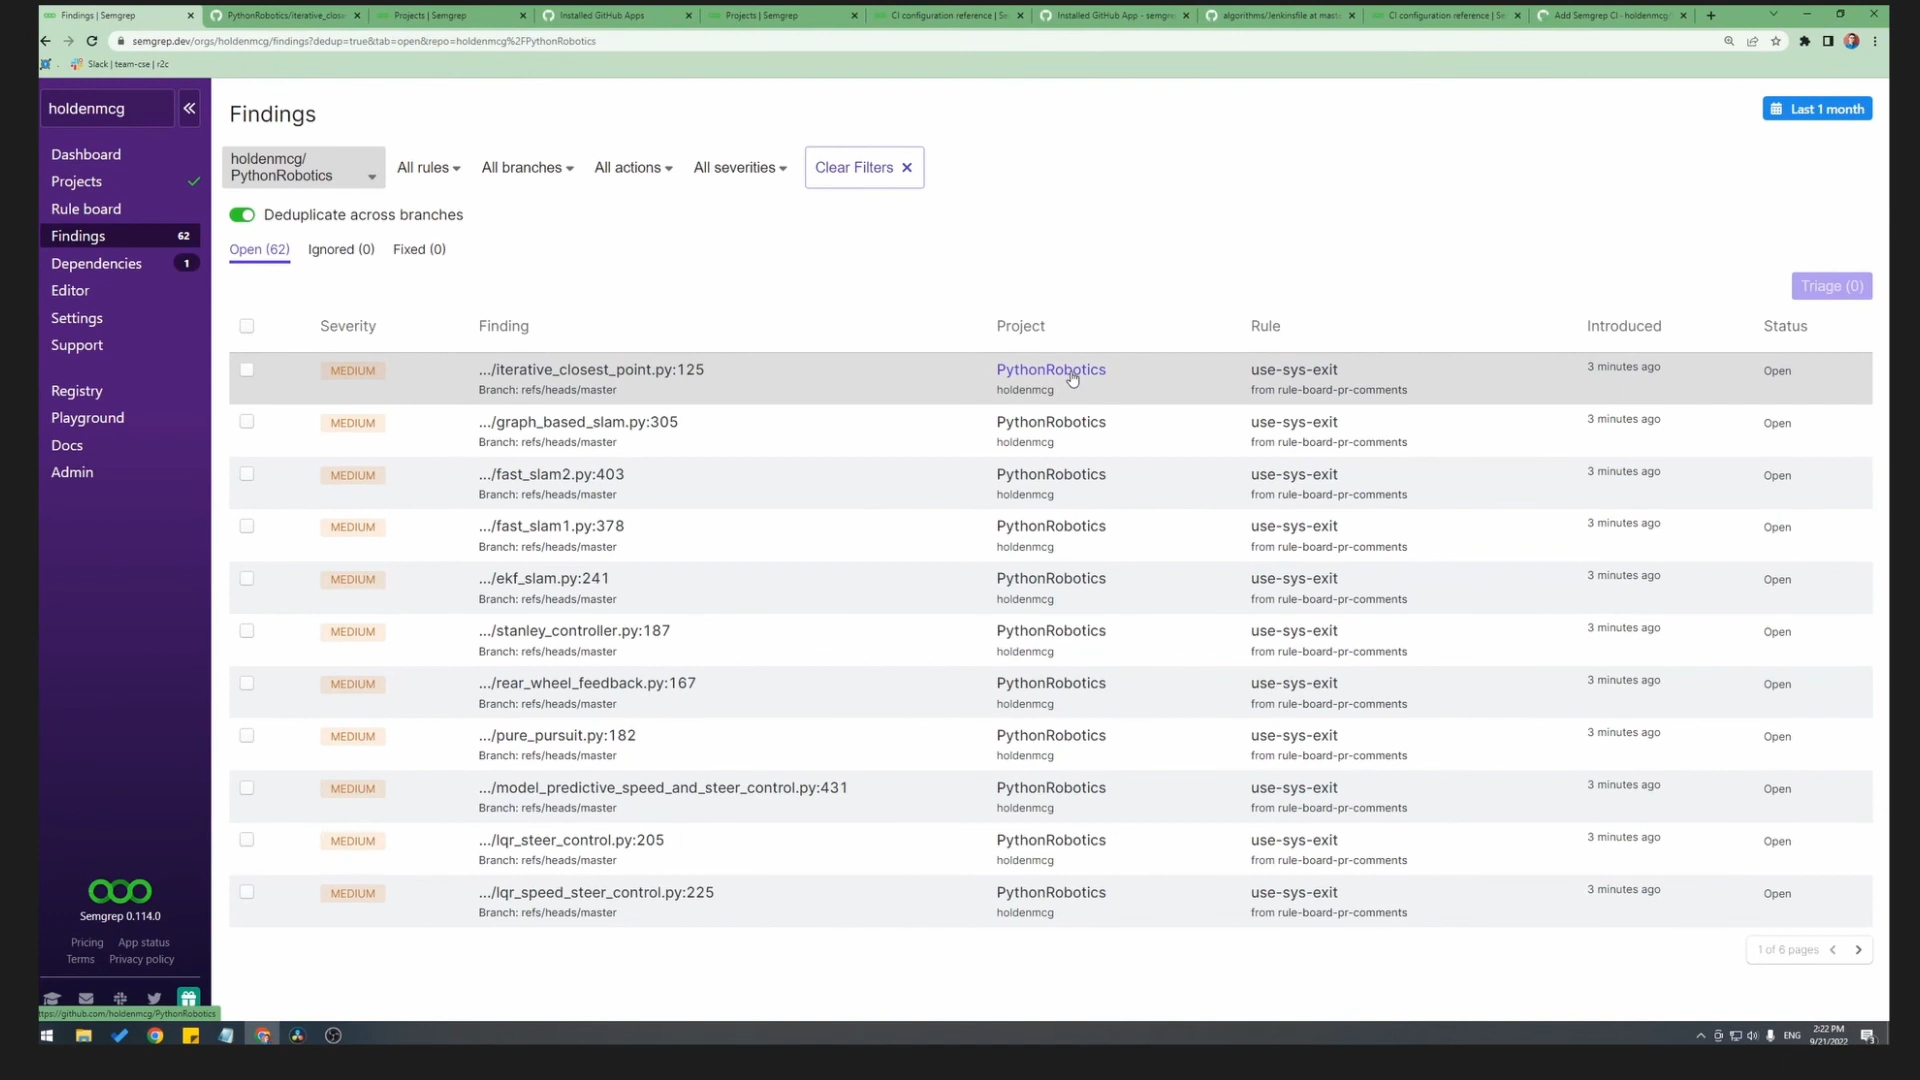 Findings | Semgrep
PythonRobotics/iterative_close
Projects | Semgrep
Installed GitHub Apps
Projects | Semgrep
CI configuration reference | Se
Installed GitHub App - semgre
algorithms/Jenkinsfile at maste
CI configuration reference | Se
Add Semgrep CI - holdenmcg/
semgrep.dev/orgs/holdenmcg/findings?dedup=true&tab=open&repo=holdenmcg%2FPythonRobotics
Slack | team-cse | r2c
holdenmcg
Dashboard
Projects
Rule board
Findings 62
Dependencies 1
Editor
Settings
Support
Registry
Playground
Docs
Admin
Semgrep 0.114.0
Pricing App status
Terms Privacy policy
ttps://github.com/holdenmcg/PythonRobotics
Findings
Last 1 month
holdenmcg/
PythonRobotics
All rules
All branches
All actions
All severities
Clear Filters
Deduplicate across branches
Open (62) Ignored (0) Fixed (0)
Triage (0)
Severity Finding Project Rule Introduced Status
MEDIUM .../iterative_closest_point.py:125 PythonRobotics use-sys-exit 3 minutes ago Open
Branch: refs/heads/master holdenmcg from rule-board-pr-comments
MEDIUM .../graph_based_slam.py:305 PythonRobotics use-sys-exit 3 minutes ago Open
Branch: refs/heads/master holdenmcg from rule-board-pr-comments
MEDIUM .../fast_slam2.py:403 PythonRobotics use-sys-exit 3 minutes ago Open
Branch: refs/heads/master holdenmcg from rule-board-pr-comments
MEDIUM .../fast_slam1.py:378 PythonRobotics use-sys-exit 3 minutes ago Open
Branch: refs/heads/master holdenmcg from rule-board-pr-comments
MEDIUM .../ekf_slam.py:241 PythonRobotics use-sys-exit 3 minutes ago Open
Branch: refs/heads/master holdenmcg from rule-board-pr-comments
MEDIUM .../stanley_controller.py:187 PythonRobotics use-sys-exit 3 minutes ago Open
Branch: refs/heads/master holdenmcg from rule-board-pr-comments
MEDIUM .../rear_wheel_feedback.py:167 PythonRobotics use-sys-exit 3 minutes ago Open
Branch: refs/heads/master holdenmcg from rule-board-pr-comments
MEDIUM .../pure_pursuit.py:182 PythonRobotics use-sys-exit 3 minutes ago Open
Branch: refs/heads/master holdenmcg from rule-board-pr-comments
MEDIUM .../model_predictive_speed_and_steer_control.py:431 PythonRobotics use-sys-exit 3 minutes ago Open
Branch: refs/heads/master holdenmcg from rule-board-pr-comments
MEDIUM .../lqr_steer_control.py:205 PythonRobotics use-sys-exit 3 minutes ago Open
Branch: refs/heads/master holdenmcg from rule-board-pr-comments
MEDIUM .../lqr_speed_steer_control.py:225 PythonRobotics use-sys-exit 3 minutes ago Open
Branch: refs/heads/master holdenmcg from rule-board-pr-comments
1 of 6 pages
ENG
2:22 PM
9/21/2022